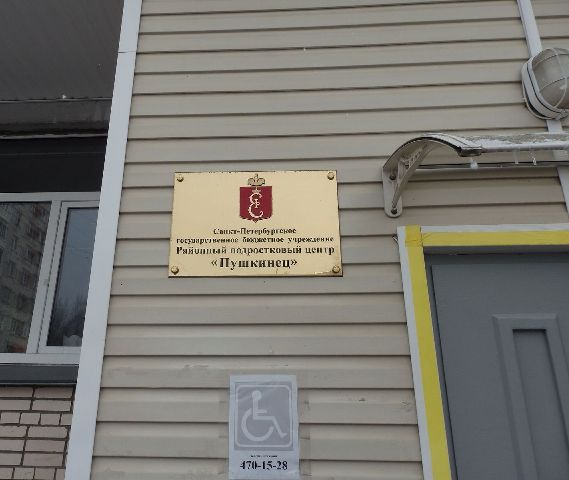 Санкт-Петербургское
государственное бюджетное учреждение
Районный подростковый центр
«Пушкинец»
470-15-28